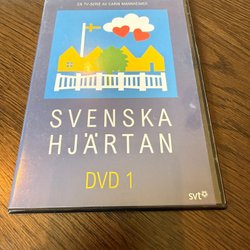 EN TV-SERIE AV CARIN MANNHEIMER
SVENSKA
HJÄRTAN
DVD 1
svt